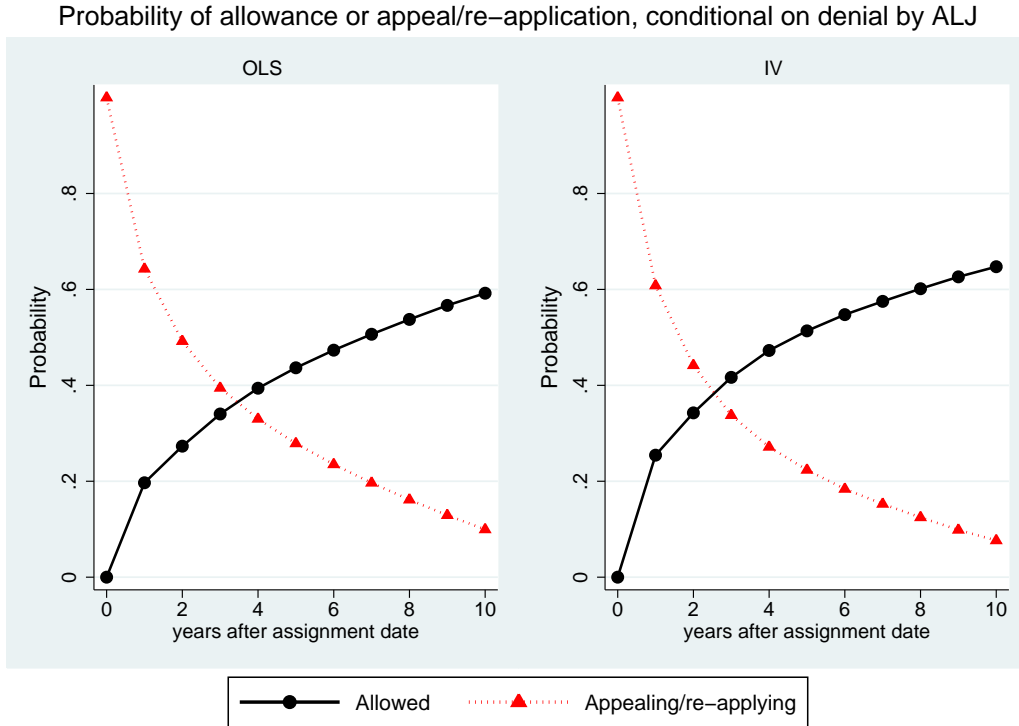 Probability of allowance or appeal/re−application, conditional on denial by ALJ
OLS
IV
Probability
0
.2
.4
.6
.8
0 2 4 6 8 10
years after assignment date
Probability
0
.2
.4
.6
.8
0 2 4 6 8 10
years after assignment date
Allowed
Appealing/re−applying